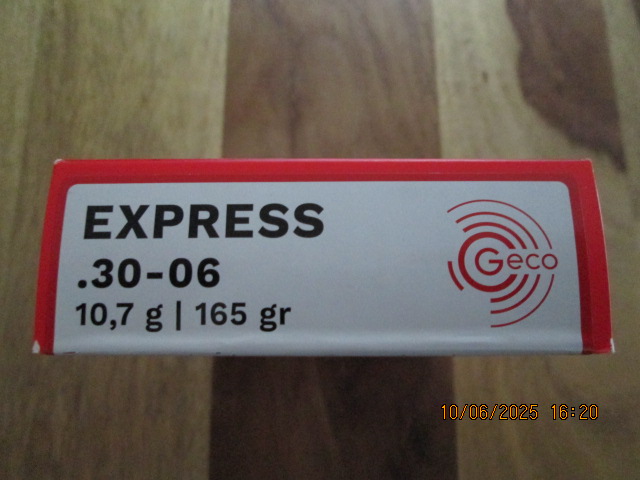 EXPRESS
.30-06
10,7 g | 165 gr
Geco
10/06/2025 16:20